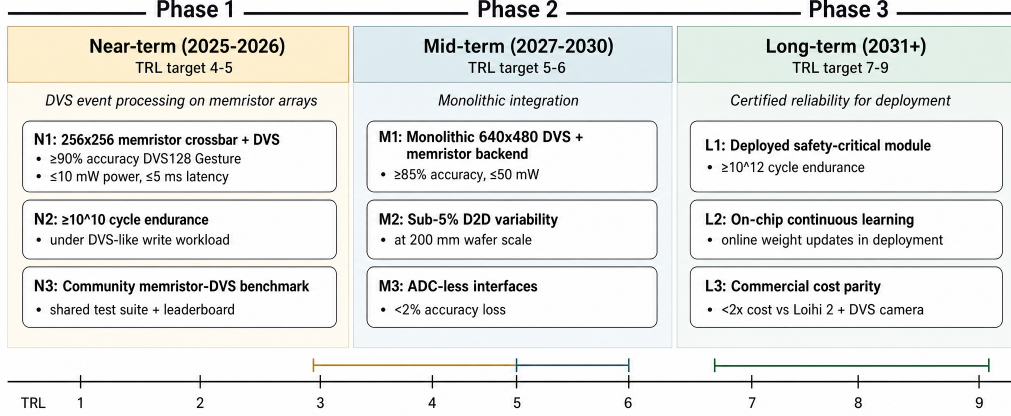 Phase 1
Near-term (2025-2026)
TRL target 4-5
DVS event processing on memristor arrays
N1: 256x256 memristor crossbar + DVS
• ≥90% accuracy DVS128 Gesture
• ≤10 mW power, ≤5 ms latency
N2: ≥10^10 cycle endurance
• under DVS-like write workload
N3: Community memristor-DVS benchmark
• shared test suite + leaderboard
Phase 2
Mid-term (2027-2030)
TRL target 5-6
Monolithic integration
M1: Monolithic 640x480 DVS +
memristor backend
• ≥85% accuracy, ≤50 mW
M2: Sub-5% D2D variability
• at 200 mm wafer scale
M3: ADC-less interfaces
• <2% accuracy loss
Phase 3
Long-term (2031+)
TRL target 7-9
Certified reliability for deployment
L1: Deployed safety-critical module
• ≥10^12 cycle endurance
L2: On-chip continuous learning
• online weight updates in deployment
L3: Commercial cost parity
• <2x cost vs Loihi 2 + DVS camera
TRL 1 2 3 4 5 6 7 8 9